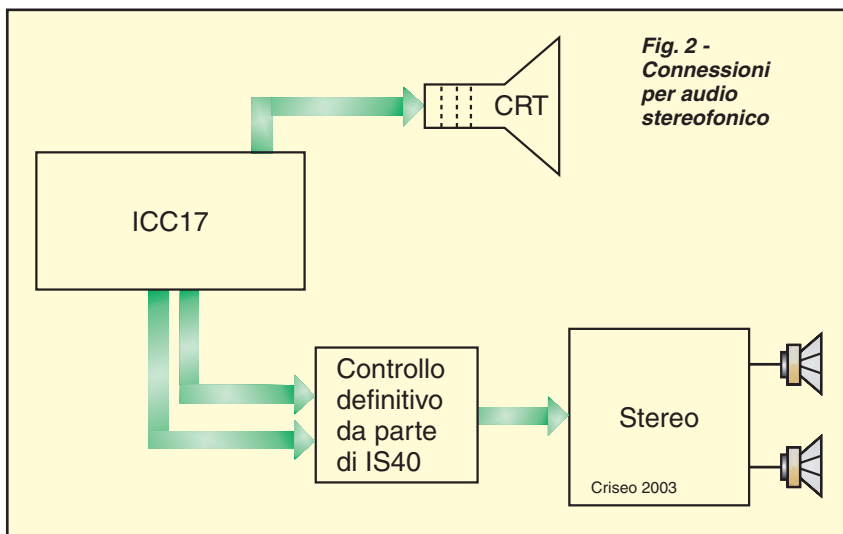 Fig. 2 -
Connessioni
per audio
stereofonico
CRT
ICC17
Controllo
definitivo
da parte
di IS40
Stereo
Criseo 2003